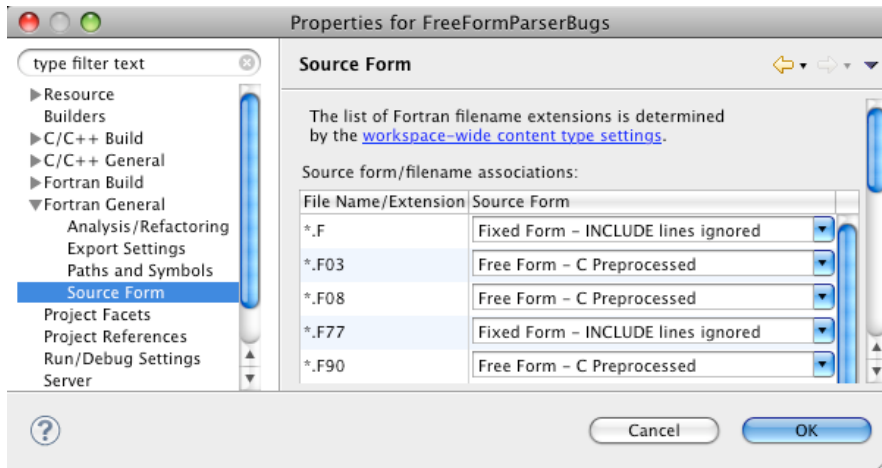 Properties for FreeFormParserBugs
type filter text
Resource
Builders
C/C++ Build
C/C++ General
Fortran Build
Fortran General
Analysis/Refactoring
Export Settings
Paths and Symbols
Source Form
Project Facets
Project References
Run/Debug Settings
Server
Source Form
The list of Fortran filename extensions is determined
by the workspace-wide content type settings.
Source form/filename associations:
File Name/Extension Source Form
*.F Fixed Form - INCLUDE lines ignored
*.F03 Free Form - C Preprocessed
*.F08 Free Form - C Preprocessed
*.F77 Fixed Form - INCLUDE lines ignored
*.F90 Free Form - C Preprocessed
? Cancel OK